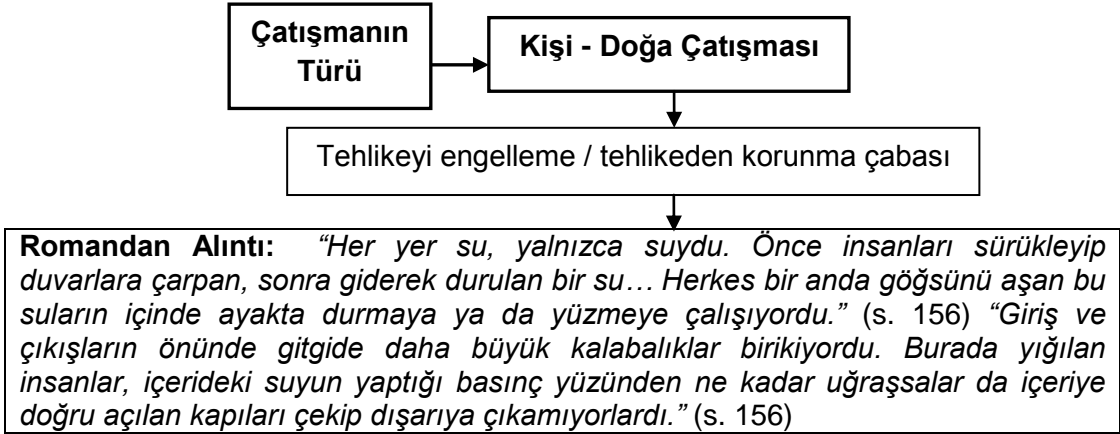 Çatışmanın
Türü
Kişi - Doğa Çatışması
Tehlikeyi engelleme / tehlikeden korunma çabası
Romandan Alıntı: “Her yer su, yalnızca suydu. Önce insanları sürükleyip
duvarlara çarpan, sonra giderek durulan bir su… Herkes bir anda göğsünü aşan bu
suların içinde ayakta durmaya ya da yüzmeye çalışıyordu.” (s. 156) “Giriş ve
çıkışların önünde gitgide daha büyük kalabalıklar birikiyordu. Burada yığılan
insanlar, içerideki suyun yaptığı basınç yüzünden ne kadar uğraşsalar da içeriye
doğru açılan kapıları çekip dışarıya çıkamıyorlardı.” (s. 156)